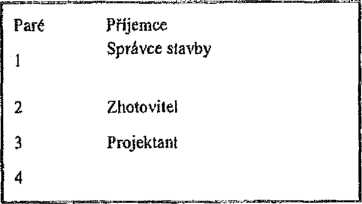 Paré Příjemce
1 Správce stavby
2 Zhotovitel
3 Projektant
4